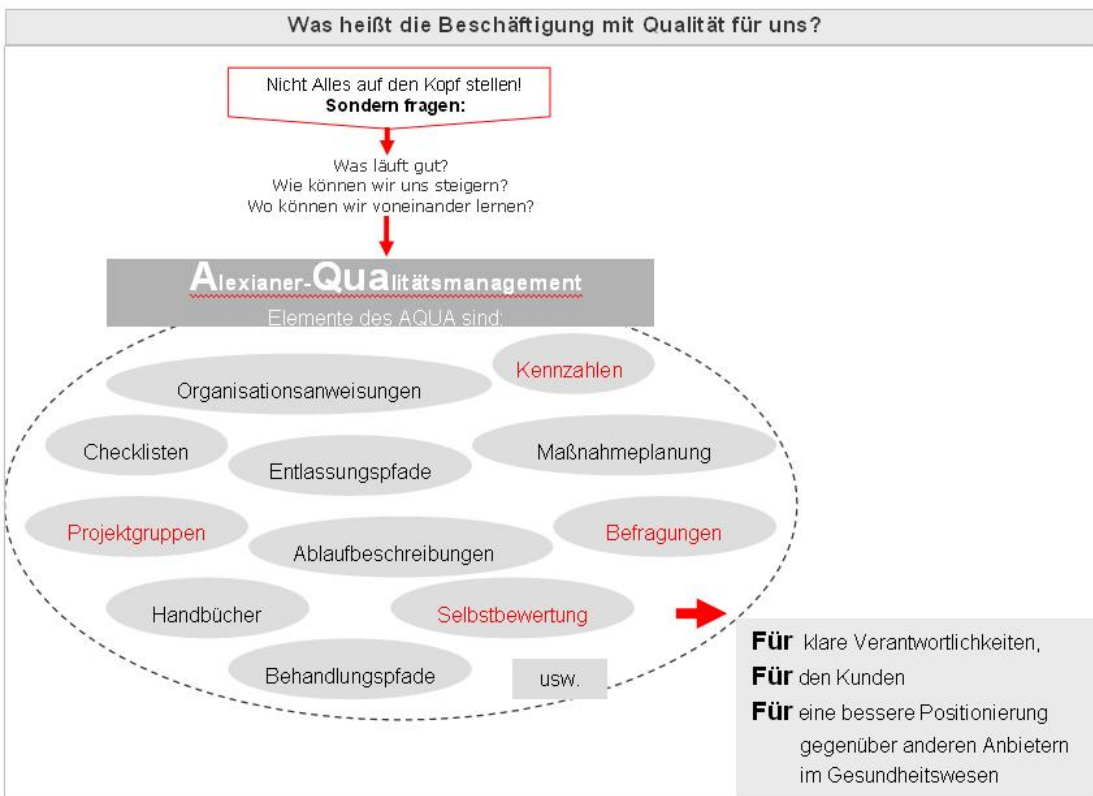 Was heißt die Beschäftigung mit Qualität für uns?
Nicht Alles auf den Kopf stellen!
Sondern fragen:
Was läuft gut?
Wie können wir uns steigern?
Wo können wir voneinander lernen?
Alexianer-Qualitätsmanagement
Elemente des AQUA sind:
Kennzahlen
Organisationsanweisungen
Checklisten
Maßnahmeplanung
Entlassungspfade
Projektgruppen
Befragungen
Ablaufbeschreibungen
Handbücher
Selbstbewertung
Behandlungspfade
usw.
Für klare Verantwortlichkeiten,
Für den Kunden
Für eine bessere Positionierung
gegenüber anderen Anbietern
im Gesundheitswesen